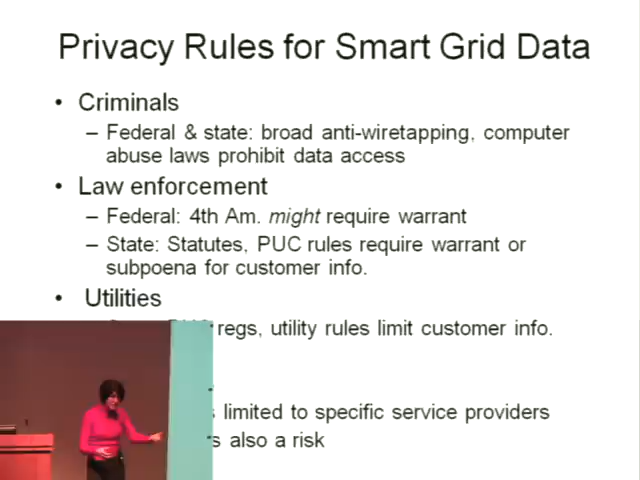 Privacy Rules for Smart Grid Data
• Criminals
– Federal & state: broad anti-wiretapping, computer
abuse laws prohibit data access
• Law enforcement
– Federal: 4th Am. might require warrant
– State: Statutes, PUC rules require warrant or
subpoena for customer info.
• Utilities
regs, utility rules limit customer info.
limited to specific service providers
also a risk